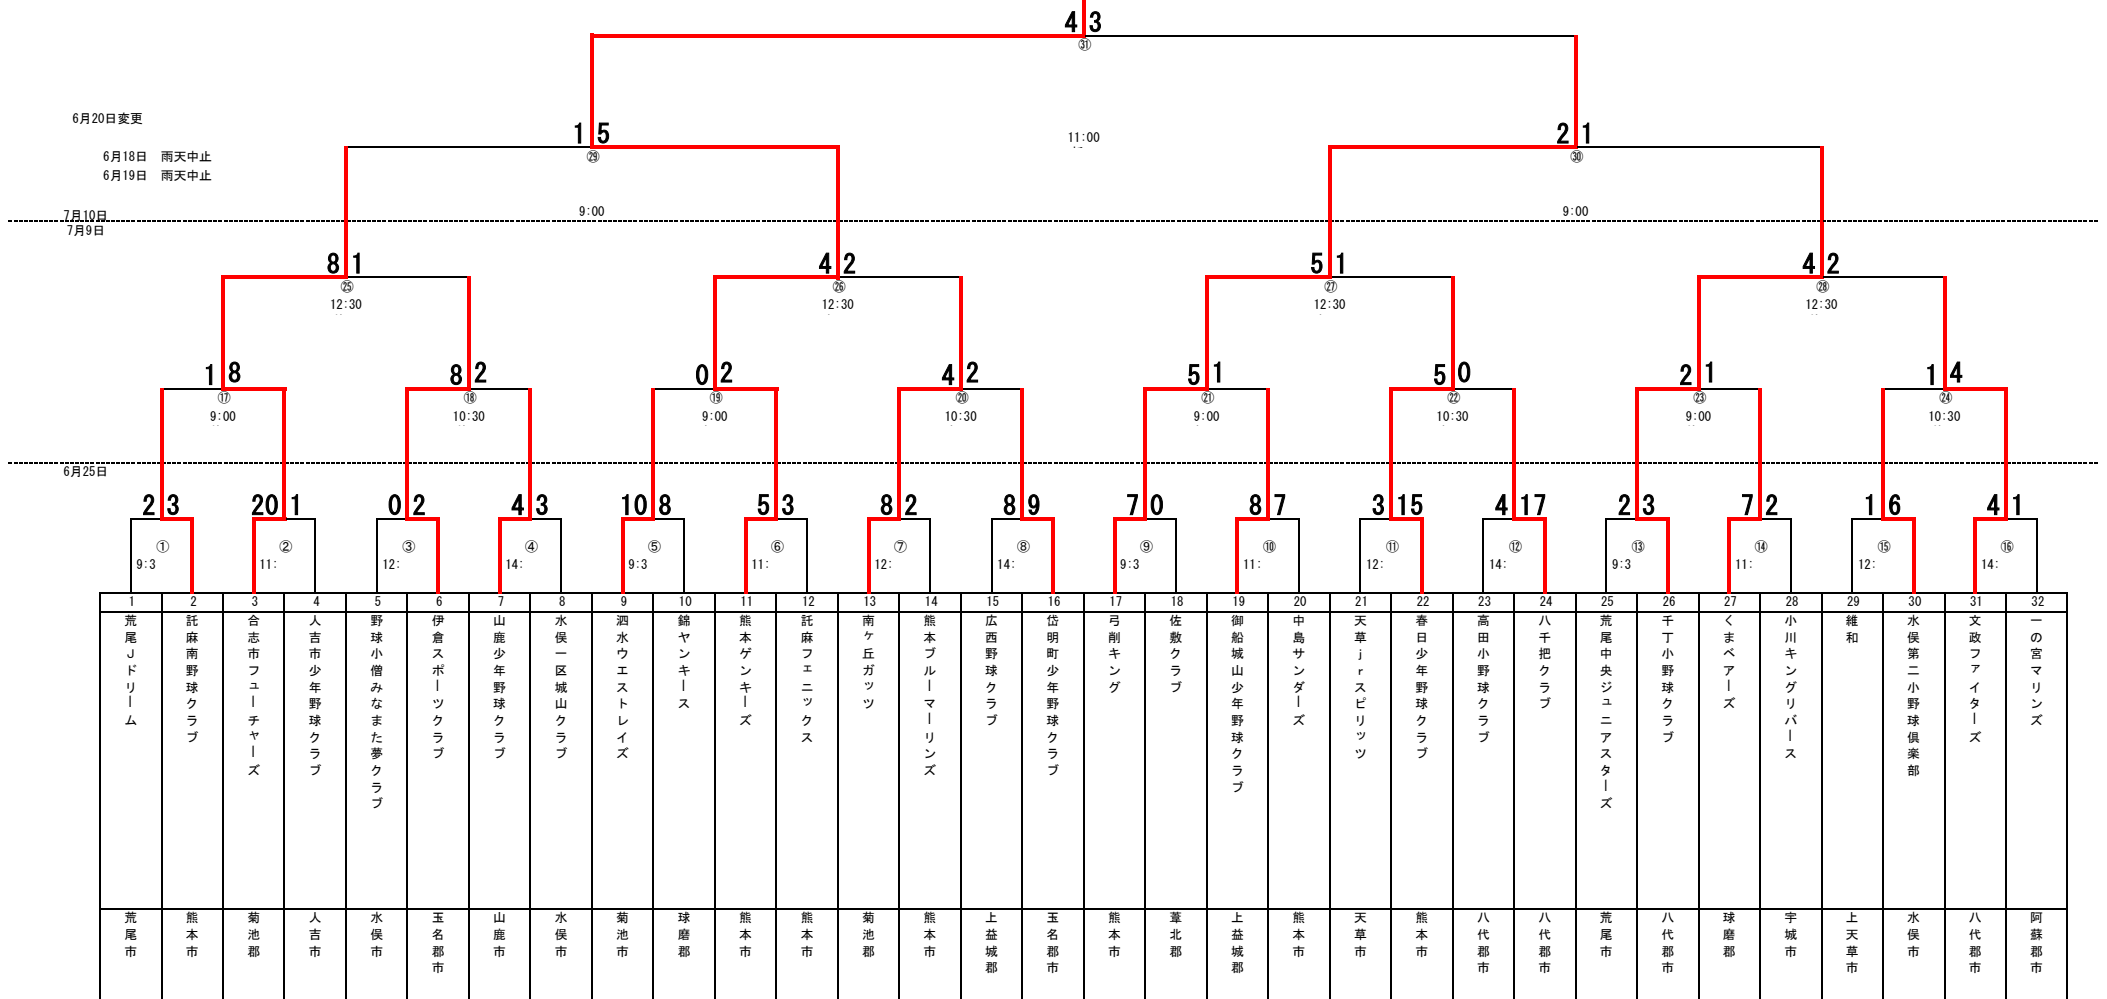 4 3
㉛
6月20日変更
1 5
11:00
2 1
6月18日 雨天中止
㉙
㉚
6月19日 雨天中止
7月10日
9:00
9:00
7月9日
8 1
4 2
5 1
4 2
㉕
㉖
㉗
㉘
12:30
12:30
12:30
12:30
1 8
8 2
0 2
4 2
5 1
5 0
2 1
1 4
⑰
⑱
⑲
⑳
㉑
㉒
㉓
㉔
9:00
10:30
9:00
10:30
9:00
10:30
9:00
10:30
6月25日
2 3
20 1
0 2
4 3
10 8
5 3
8 2
8 9
7 0
8 7
3 15
4 17
2 3
7 2
1 6
4 1
①
②
③
④
⑤
⑥
⑦
⑧
⑨
⑩
⑪
⑫
⑬
⑭
⑮
⑯
9:3
11:
12:
14:
9:3
11:
12:
14:
9:3
11:
12:
14:
9:3
11:
12:
14:
1 2 3 4 5 6 7 8 9 10 11 12 13 14 15 16 17 18 19 20 21 22 23 24 25 26 27 28 29 30 31 32
荒尾Jドリーム
託麻南野球クラブ
合志市フューチャーズ
人吉市少年野球クラブ
野球小僧みなまた夢クラブ
伊倉スポーツクラブ
山鹿少年野球クラブ
水俣一区城山クラブ
泗水ウエストレイズ
錦ヤンキース
熊本ゲンキーズ
託麻フェニックス
南ケ丘ガッツ
熊本ブルーマーリンズ
広西野球クラブ
岱明町少年野球クラブ
弓削キング
佐敷クラブ
御船城山少年野球クラブ
中島サンダーズ
天草jrスピリッツ
春日少年野球クラブ
高田小野球クラブ
八千把クラブ
荒尾中央ジュニアスターズ
千丁小野球クラブ
くまベアーズ
小川キングリバース
維和
水俣第二小野球倶楽部
文政ファイターズ
一の宮マリンズ
荒尾市
熊本市
菊池郡
人吉市
水俣市
玉名郡市
山鹿市
水俣市
菊池市
球磨郡
熊本市
熊本市
菊池郡
熊本市
上益城郡
玉名郡市
熊本市
葦北郡
上益城郡
熊本市
天草市
熊本市
八代郡市
八代郡市
荒尾市
八代郡市
球磨郡
宇城市
上天草市
水俣市
八代郡市
阿蘇郡市